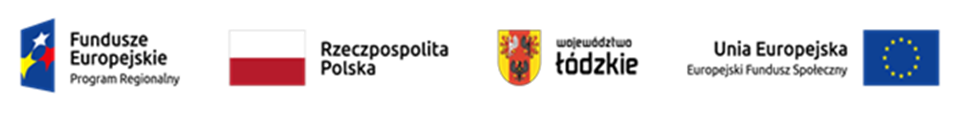 Fundusze
Europejskie
Program Regionalny
Rzeczpospolita
Polska
województwo
łódzkie
Unia Europejska
Europejski Fundusz Społeczny